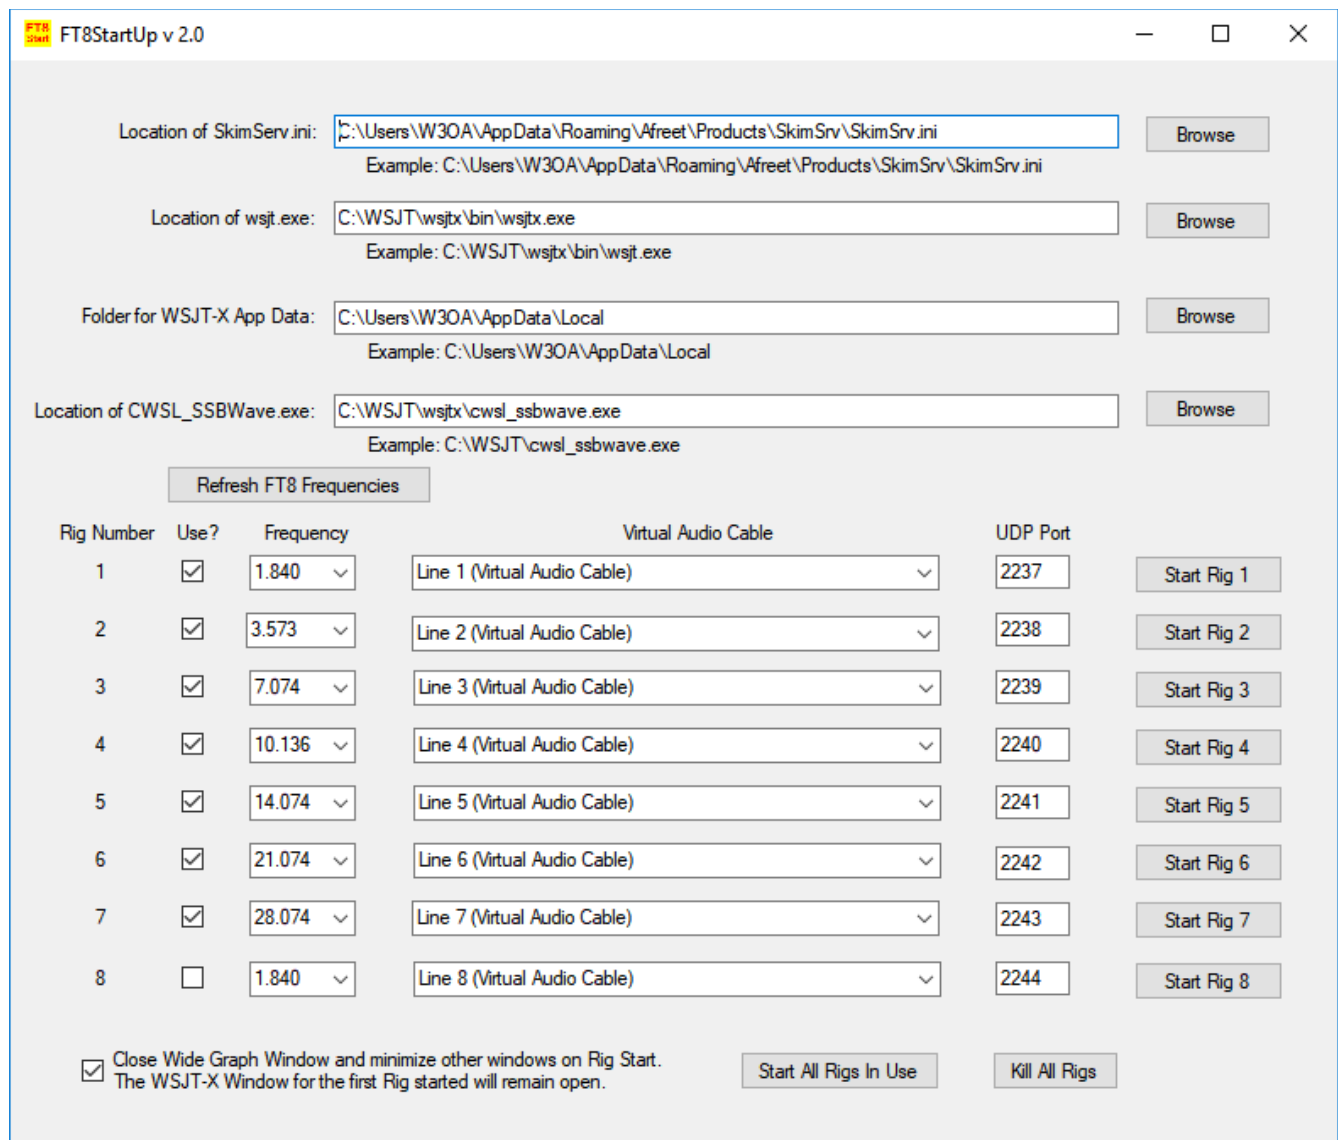 FT8
Start
FT8StartUp v 2.0
Location of SkimServ.ini: C:\Users\W3OA\AppData\Roaming\Afreet\Products\SkimSrv\SkimSrv.ini Browse
Example: C:\Users\W3OA\AppData\Roaming\Afreet\Products\SkimSrv\SkimSrv.ini
Location of wsjt.exe: C:\WSJT\wsjtx\bin\wsjtx.exe Browse
Example: C:\WSJT\wsjtx\bin\wsjt.exe
Folder for WSJT-X App Data: C:\Users\W3OA\AppData\Local Browse
Example: C:\Users\W3OA\AppData\Local
Location of CWSL_SSBWave.exe: C:\WSJT\wsjtx\cwsl_ssbwave.exe Browse
Example: C:\WSJT\cwsl_ssbwave.exe
Refresh FT8 Frequencies
Rig Number Use? Frequency Virtual Audio Cable UDP Port
1 1.840 Line 1 (Virtual Audio Cable) 2237 Start Rig 1
2 3.573 Line 2 (Virtual Audio Cable) 2238 Start Rig 2
3 7.074 Line 3 (Virtual Audio Cable) 2239 Start Rig 3
4 10.136 Line 4 (Virtual Audio Cable) 2240 Start Rig 4
5 14.074 Line 5 (Virtual Audio Cable) 2241 Start Rig 5
6 21.074 Line 6 (Virtual Audio Cable) 2242 Start Rig 6
7 28.074 Line 7 (Virtual Audio Cable) 2243 Start Rig 7
8 1.840 Line 8 (Virtual Audio Cable) 2244 Start Rig 8
Close Wide Graph Window and minimize other windows on Rig Start.
The WSJT-X Window for the first Rig started will remain open.
Start All Rigs In Use Kill All Rigs